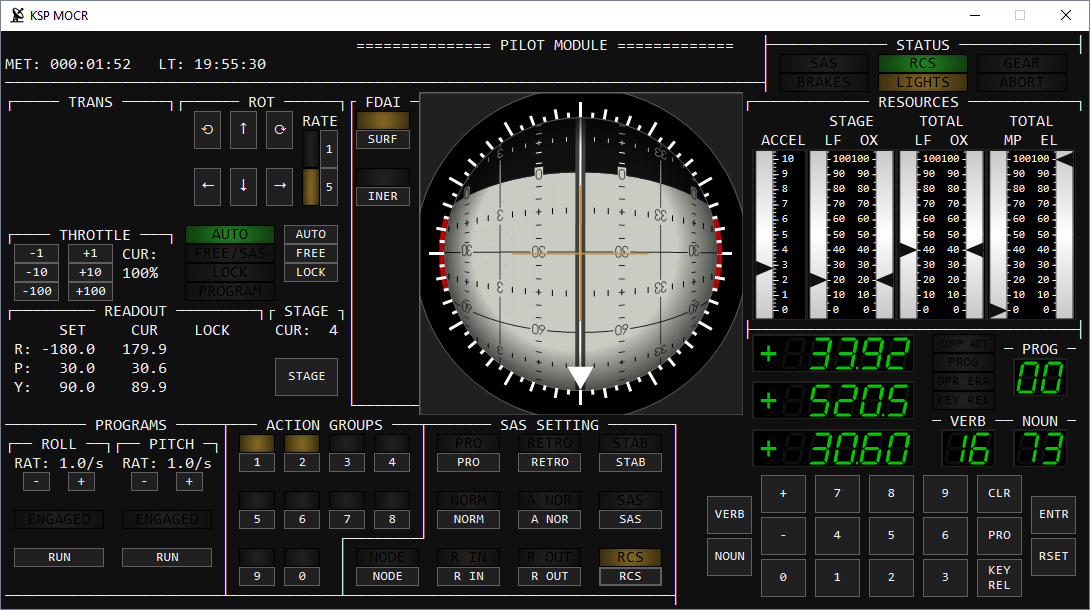 KSP MOCR
=============== PILOT MODULE =============
MET: 000:01:52 LT: 19:55:30
STATUS
SAS RCS GEAR
BRAKES LIGHTS ABORT
TRANS
ROT
RATE
1
5
FDAI
SURF
INER
RESOURCES
STAGE TOTAL TOTAL
ACCEL LF OX LF OX MP EL
10 100 100 100 100 100 100
9 90 90 90 90 90 90
8 80 80 80 80 80 80
7 70 70 70 70 70 70
6 60 60 60 60 60 60
5 50 50 50 50 50 50
4 40 40 40 40 40 40
3 30 30 30 30 30 30
2 20 20 20 20 20 20
1 10 10 10 10 10 10
0 0 0 0 0 0 0
0 0
33 33
30 30 30
33 33
60 60
THROTTLE
-1 +1 CUR:
-10 +10 100%
-100 +100
AUTO AUTO
FREE/SAS FREE
LOCK LOCK
PROGRAM
READOUT
SET CUR LOCK
R: -180.0 179.9
P: 30.0 30.6
Y: 90.0 89.9
STAGE
CUR: 4
STAGE
+ 33.92
+ 520.5
+ 30.60
COMP ACT
PROG
OPR ERR
KEY REL
PROG
00
VERB NOUN
16 73
PROGRAMS
ROLL PITCH
RAT: 1.0/s RAT: 1.0/s
- + - +
ENGAGED ENGAGED
RUN RUN
ACTION GROUPS
1 2 3 4
5 6 7 8
9 0
SAS SETTING
PRO RETRO STAB
PRO RETRO STAB
NORM A NOR SAS
NORM A NOR SAS
NODE R IN R OUT RCS
NODE R IN R OUT RCS
VERB
NOUN
+ 7 8 9 CLR
- 4 5 6 PRO
0 1 2 3 KEY REL
ENTR
RSET